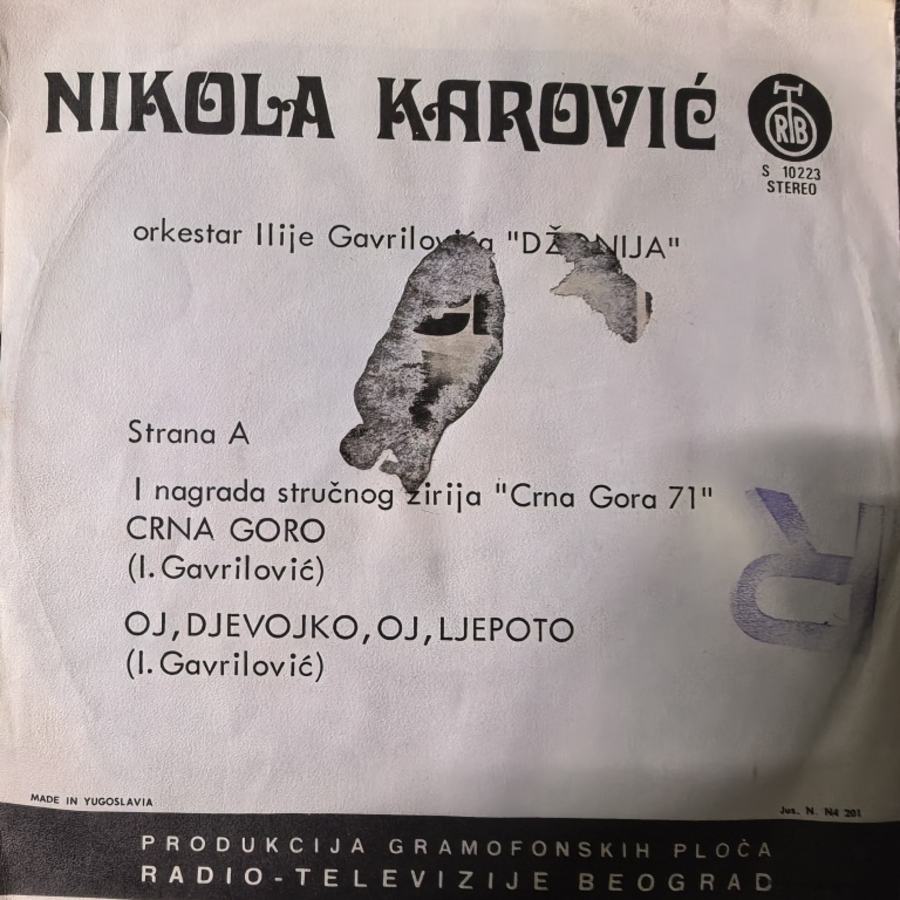 NIKOLA KAROVIĆ
RTB
S 10223
STEREO
orkestar Ilije Gavrilovića
Strana A
I nagrada stručnog žirija "Crna Gora 71"
CRNA GORO
(I. Gavrilović)
OJ, DJEVOJKO, OJ, LJEPOTO
(I. Gavrilović)
R
MADE IN YUGOSLAVIA
Jus. N. N4 201
PRODUKCIJA GRAMOFONSKIH PLOČA
RADIO-TELEVIZIJE BEOGRAD